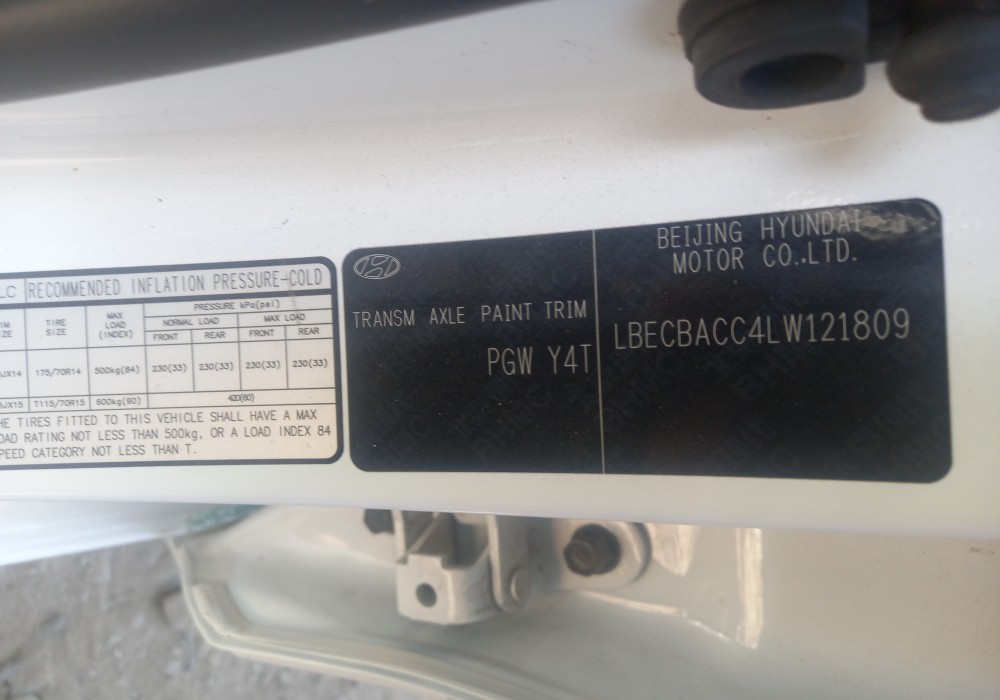 LC RECOMMENDED INFLATION PRESSURE-COLD
TIRE SIZE MAX LOAD (INDEX) PRESSURE kPa(psi)
NORMAL LOAD MAX LOAD
FRONT REAR FRONT REAR
JX14 175/70R14 500kg(84) 230(33) 230(33) 230(33) 230(33)
JX15 T115/70R15 600kg(90) 420(60)
TIRES FITTED TO THIS VEHICLE SHALL HAVE A MAX
RATING NOT LESS THAN 500kg, OR A LOAD INDEX 84
CATEGORY NOT LESS THAN T.
TRANSM AXLE PAINT TRIM
PGW Y4T
BEIJING HYUNDAI
MOTOR CO.,LTD.
LBECBACC4LW121809